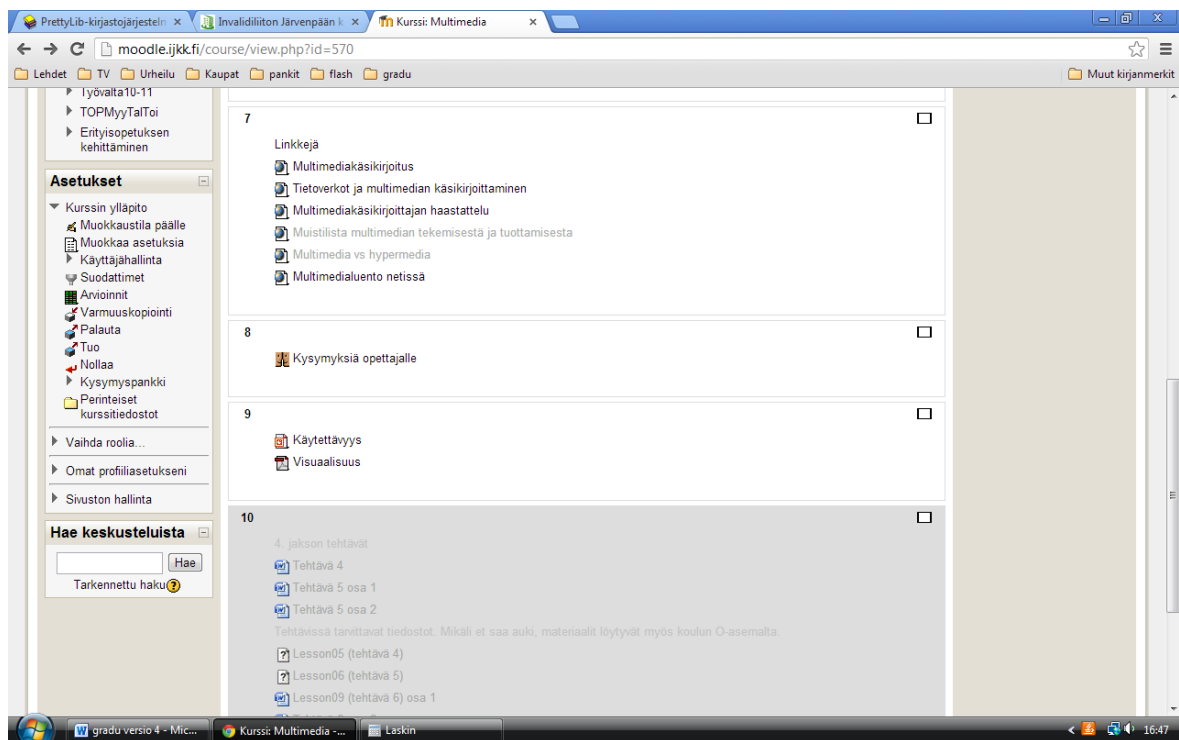 PrettyLib-kirjastojärjesteln
Invalidiliiton Järvenpään k
Kurssi: Multimedia
moodle.ijkk.fi/course/view.php?id=570
Lehdet TV Urheilu Kaupat pankit flash gradu Muut kirjanmerkit
Työvalta10-11
TOPMyyTalToi
Erityisopetuksen
kehittäminen
Asetukset
Kurssin ylläpito
Muokkaustila päälle
Muokkaa asetuksia
Käyttäjähallinta
Suodattimet
Arvioinnit
Varmuuskopiointi
Palauta
Tuo
Nollaa
Kysymyspankki
Perinteiset
kurssitiedostot
Vaihda roolia...
Omat profiiliasetukseni
Sivuston hallinta
Hae keskusteluista
Hae
Tarkennettu haku
7
Linkkejä
Multimediakäsikirjoitus
Tietoverkot ja multimedian käsikirjoittaminen
Multimediakäsikirjoittajan haastattelu
Muistilista multimedian tekemisestä ja tuottamisesta
Multimedia vs hypermedia
Multimedialuento netissä
8
Kysymyksiä opettajalle
9
Käytettävyys
Visuaalisuus
10
4. jakson tehtävät
Tehtävä 4
Tehtävä 5 osa 1
Tehtävä 5 osa 2
Tehtävissä tarvittavat tiedostot. Mikäli et saa auki, materiaalit löytyvät myös koulun O-asemalta.
Lesson05 (tehtävä 4)
Lesson06 (tehtävä 5)
Lesson09 (tehtävä 6) osa 1
gradu versio 4 - Mic...
Kurssi: Multimedia -...
Laskin
16:47